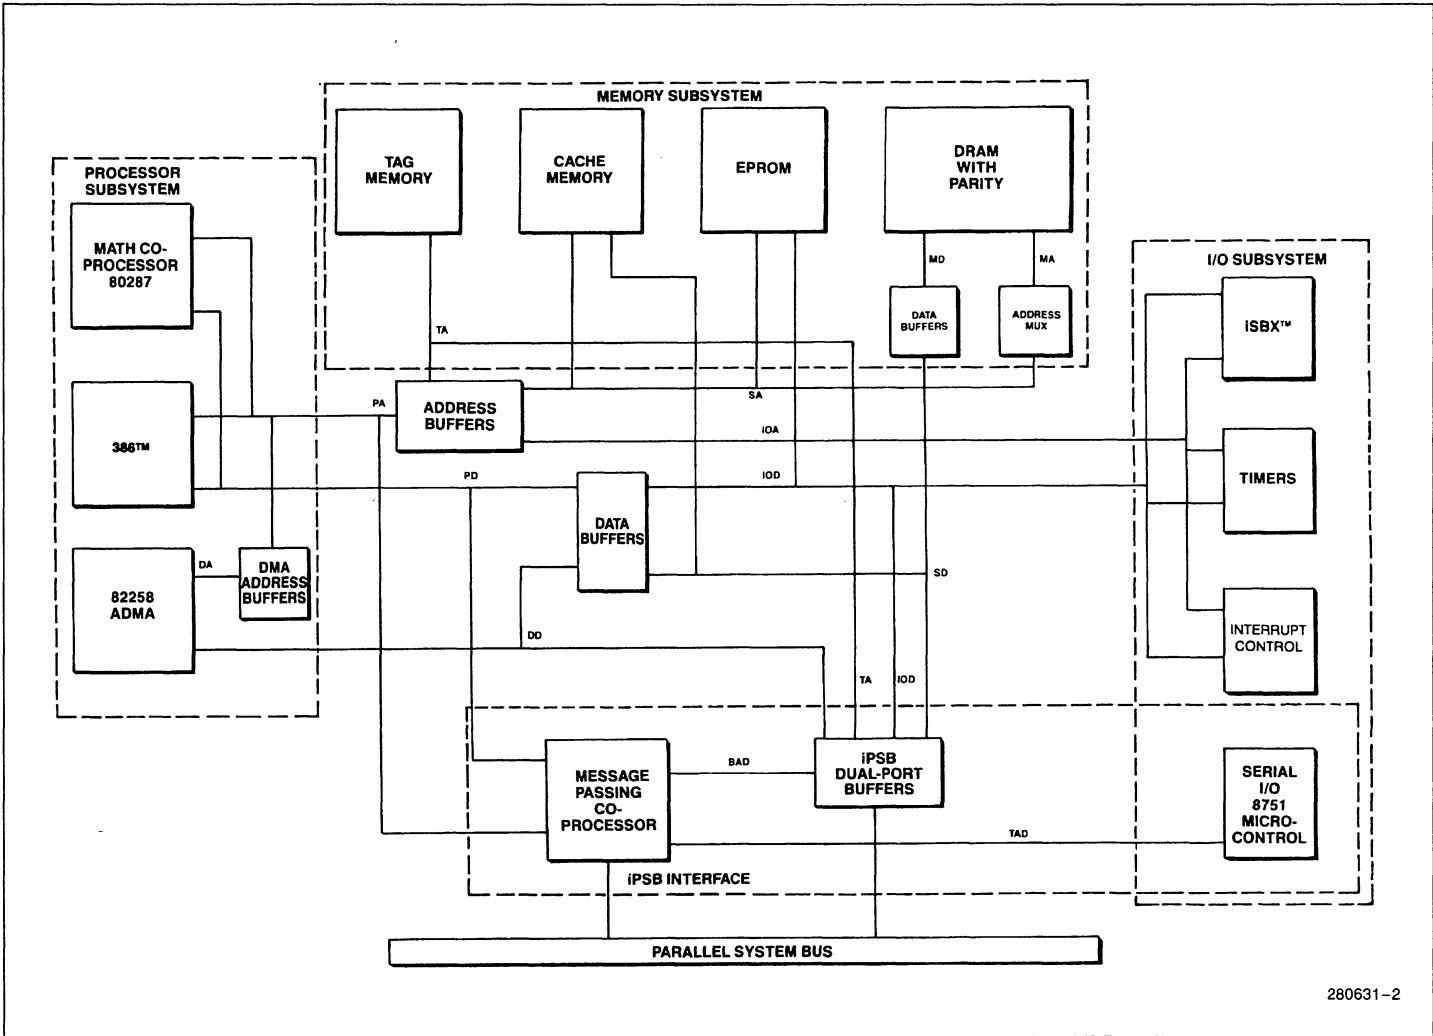 MEMORY SUBSYSTEM
TAG
MEMORY
CACHE
MEMORY
EPROM
DRAM
WITH
PARITY
PROCESSOR
SUBSYSTEM
MATH CO-
PROCESSOR
80287
MD
MA
DATA
BUFFERS
ADDRESS
MUX
I/O SUBSYSTEM
iSBX™
TA
386™
PA
ADDRESS
BUFFERS
SA
IOA
PD
IOD
DATA
BUFFERS
TIMERS
82258
ADMA
DA
DMA
ADDRESS
BUFFERS
SD
DD
INTERRUPT
CONTROL
TA
IOD
MESSAGE
PASSING
CO-
PROCESSOR
BAD
iPSB
DUAL-PORT
BUFFERS
TAD
SERIAL
I/O
8751
MICRO-
CONTROL
iPSB INTERFACE
PARALLEL SYSTEM BUS
280631–2